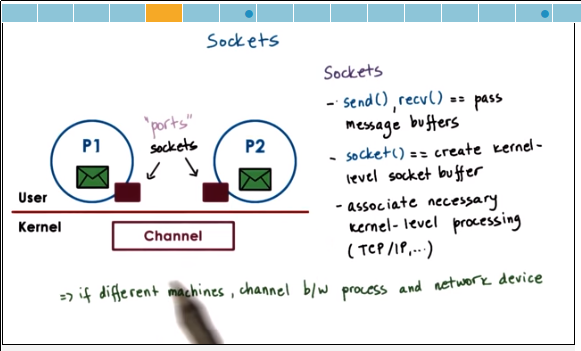 Sockets
Sockets
- send(), recv() == pass
message buffers
- socket() == create kernel-
level socket buffer
- associate necessary
kernel-level processing
(TCP/IP,...)
"ports"
sockets
P1
P2
User
Kernel
Channel
=> if different machines, channel b/w process and network device